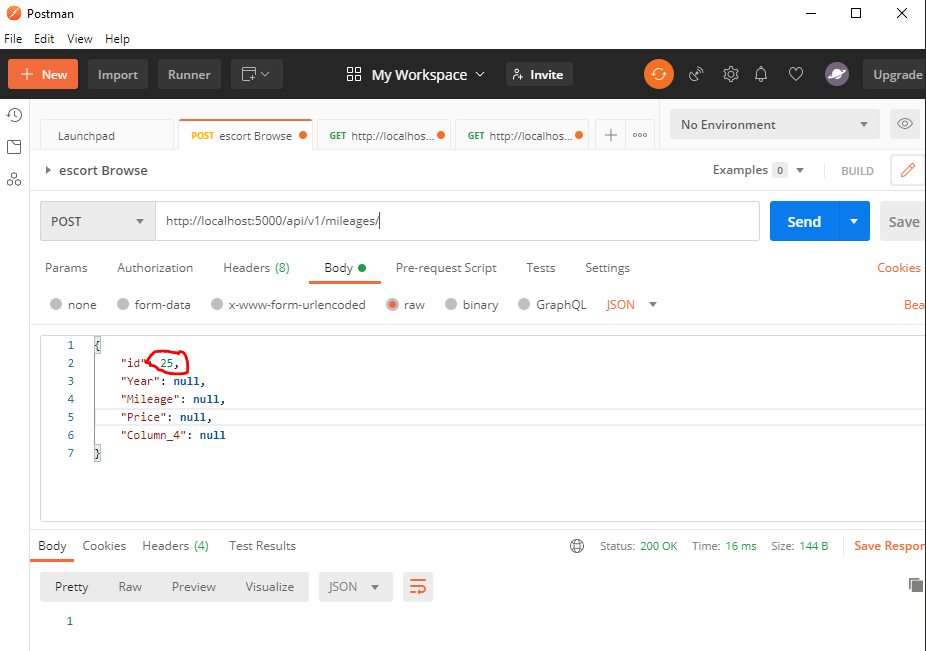 Postman
File Edit View Help
New Import Runner My Workspace Invite Upgrade
Launchpad POST escort Browse GET http://localhos... GET http://localhos... No Environment
escort Browse Examples 0 BUILD
POST http://localhost:5000/api/v1/mileages/ Send Save
Params Authorization Headers (8) Body Pre-request Script Tests Settings Cookies
none form-data x-www-form-urlencoded raw binary GraphQL JSON Bea
1 {
2 "id": 25,
3 "Year": null,
4 "Mileage": null,
5 "Price": null,
6 "Column_4": null
7 }
Body Cookies Headers (4) Test Results Status: 200 OK Time: 16 ms Size: 144 B Save Respor
Pretty Raw Preview Visualize JSON
1